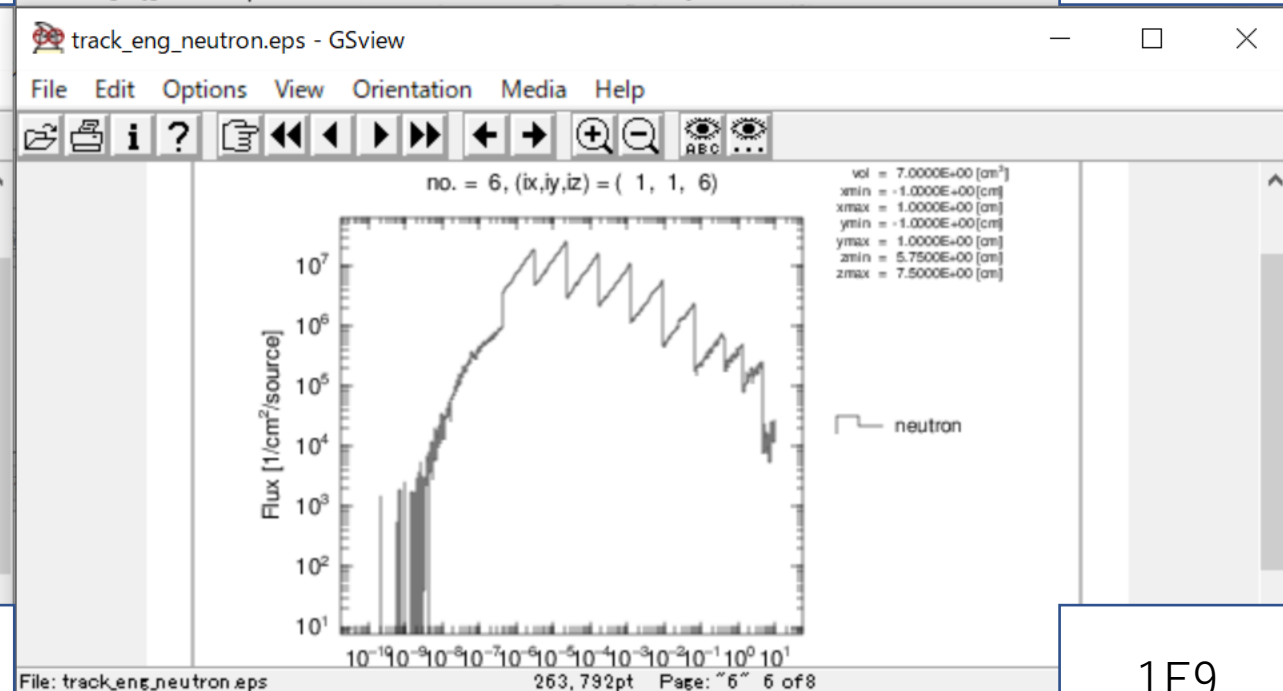 track_eng_neutron.eps - GSview
File Edit Options View Orientation Media Help
i ? ABC
no. = 6, (ix,iy,iz) = ( 1, 1, 6)
vol = 7.0000E+00 [cm³]
xmin = -1.0000E+00 [cm]
xmax = 1.0000E+00 [cm]
ymin = -1.0000E+00 [cm]
ymax = 1.0000E+00 [cm]
zmin = 5.7500E+00 [cm]
zmax = 7.5000E+00 [cm]
Flux [1/cm²/source]
10⁷
10⁶
10⁵
10⁴
10³
10²
10¹
neutron
10⁻¹⁰ 10⁻⁹ 10⁻⁸ 10⁻⁷ 10⁻⁶ 10⁻⁵ 10⁻⁴ 10⁻³ 10⁻² 10⁻¹ 10⁰ 10¹
File: track_eng_neutron.eps 263, 792pt Page: "6" 6 of 8
1E9